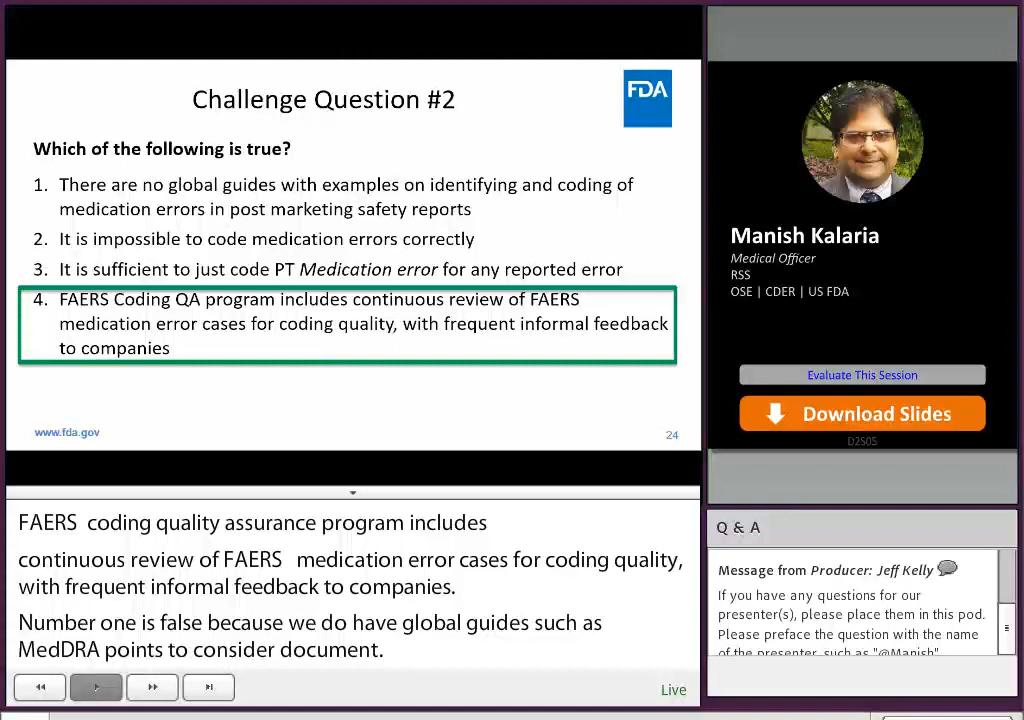 Challenge Question #2
FDA
Which of the following is true?
1. There are no global guides with examples on identifying and coding of
medication errors in post marketing safety reports
2. It is impossible to code medication errors correctly
3. It is sufficient to just code PT Medication error for any reported error
4. FAERS Coding QA program includes continuous review of FAERS
medication error cases for coding quality, with frequent informal feedback
to companies
www.fda.gov
24
FAERS coding quality assurance program includes
continuous review of FAERS medication error cases for coding quality,
with frequent informal feedback to companies.
Number one is false because we do have global guides such as
MedDRA points to consider document.
Live
Manish Kalaria
Medical Officer
RSS
OSE | CDER | US FDA
Evaluate This Session
Download Slides
D2S05
Q & A
Message from Producer: Jeff Kelly
If you have any questions for our
presenter(s), please place them in this pod.
Please preface the question with the name
of the presenter, such as "@Manish"